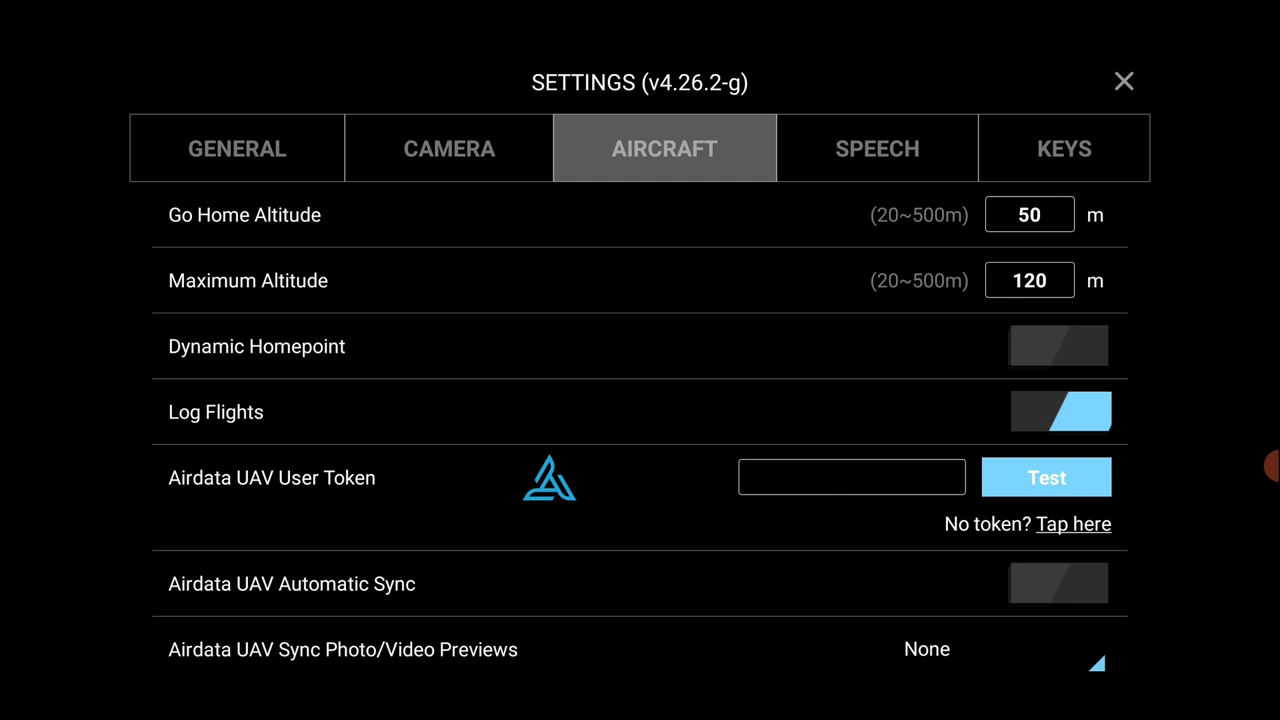 SETTINGS (v4.26.2-g)
GENERAL CAMERA AIRCRAFT SPEECH KEYS
Go Home Altitude (20~500m) 50 m
Maximum Altitude (20~500m) 120 m
Dynamic Homepoint
Log Flights
Airdata UAV User Token Test
No token? Tap here
Airdata UAV Automatic Sync
Airdata UAV Sync Photo/Video Previews None